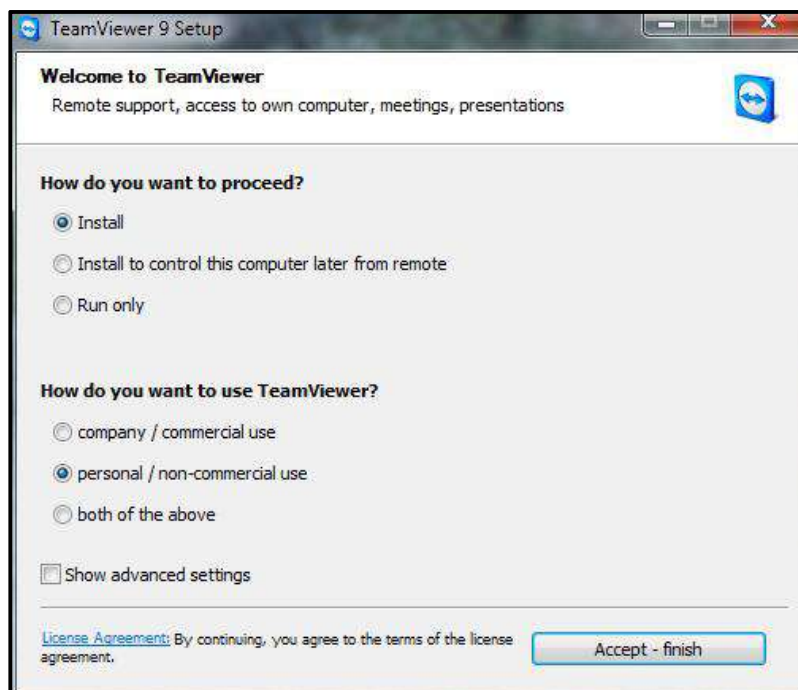 TeamViewer 9 Setup
Welcome to TeamViewer
Remote support, access to own computer, meetings, presentations
How do you want to proceed?
Install
Install to control this computer later from remote
Run only
How do you want to use TeamViewer?
company / commercial use
personal / non-commercial use
both of the above
Show advanced settings
License Agreement: By continuing, you agree to the terms of the license
agreement.
Accept - finish